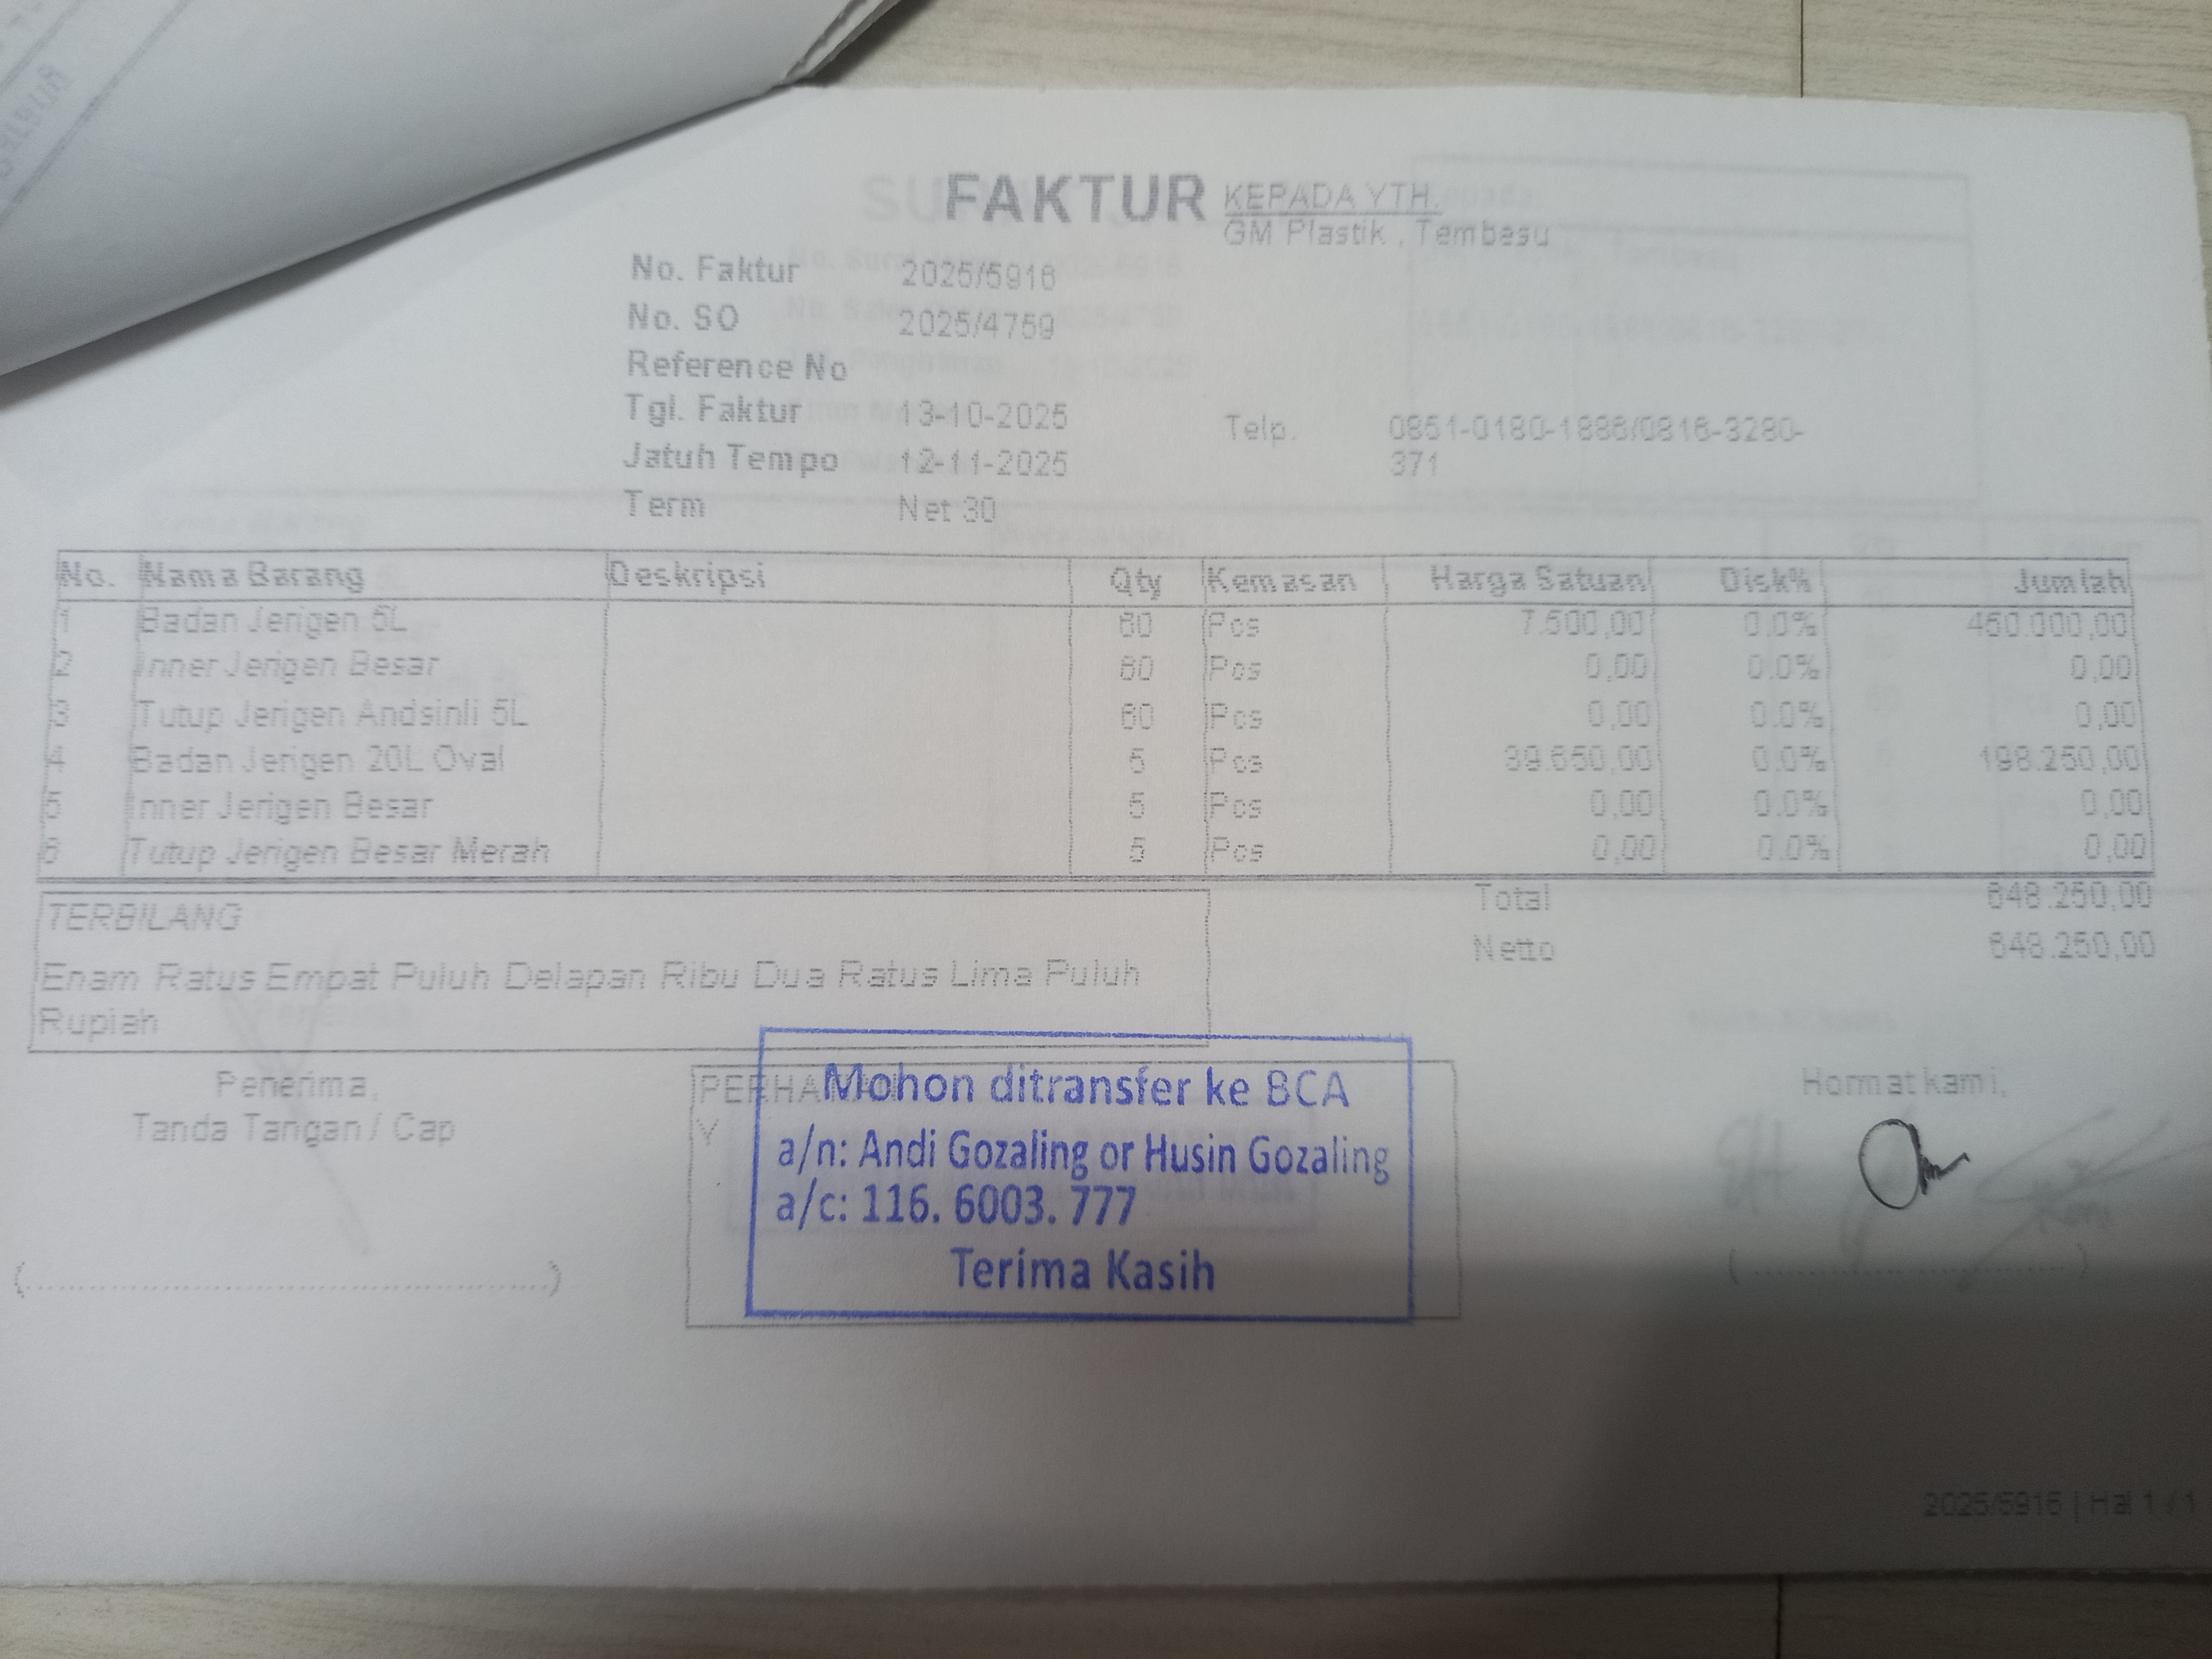 FAKTUR
KEPADA YTH.
GM Plastik , Tembesu
No. Faktur 2025/5916
No. SO 2025/4759
Reference No
Tgl. Faktur 13-10-2025
Jatuh Tempo 12-11-2025
Term Net 30
Telp. 0851-0180-1886/0816-3280-
371
No. Nama Barang Deskripsi Qty Kemasan Harga Satuan Disk% Jumlah
1 Badan Jerigen 5L 60 Pcs 7.500,00 0.0% 450.000,00
2 Inner Jerigen Besar 60 Pcs 0,00 0.0% 0,00
3 Tutup Jerigen Andsinli 5L 60 Pcs 0,00 0.0% 0,00
4 Badan Jerigen 20L Oval 5 Pcs 39.650,00 0.0% 198.250,00
5 Inner Jerigen Besar 5 Pcs 0,00 0.0% 0,00
6 Tutup Jerigen Besar Merah 5 Pcs 0,00 0.0% 0,00
Total 648.250,00
Netto 648.250,00
TERBILANG
Enam Ratus Empat Puluh Delapan Ribu Dua Ratus Lima Puluh
Rupiah
Penerima,
Tanda Tangan / Cap
Mohon ditransfer ke BCA
a/n: Andi Gozaling or Husin Gozaling
a/c: 116. 6003. 777
Terima Kasih
Hormat kami,
2025/5916 | Hal 1 / 1